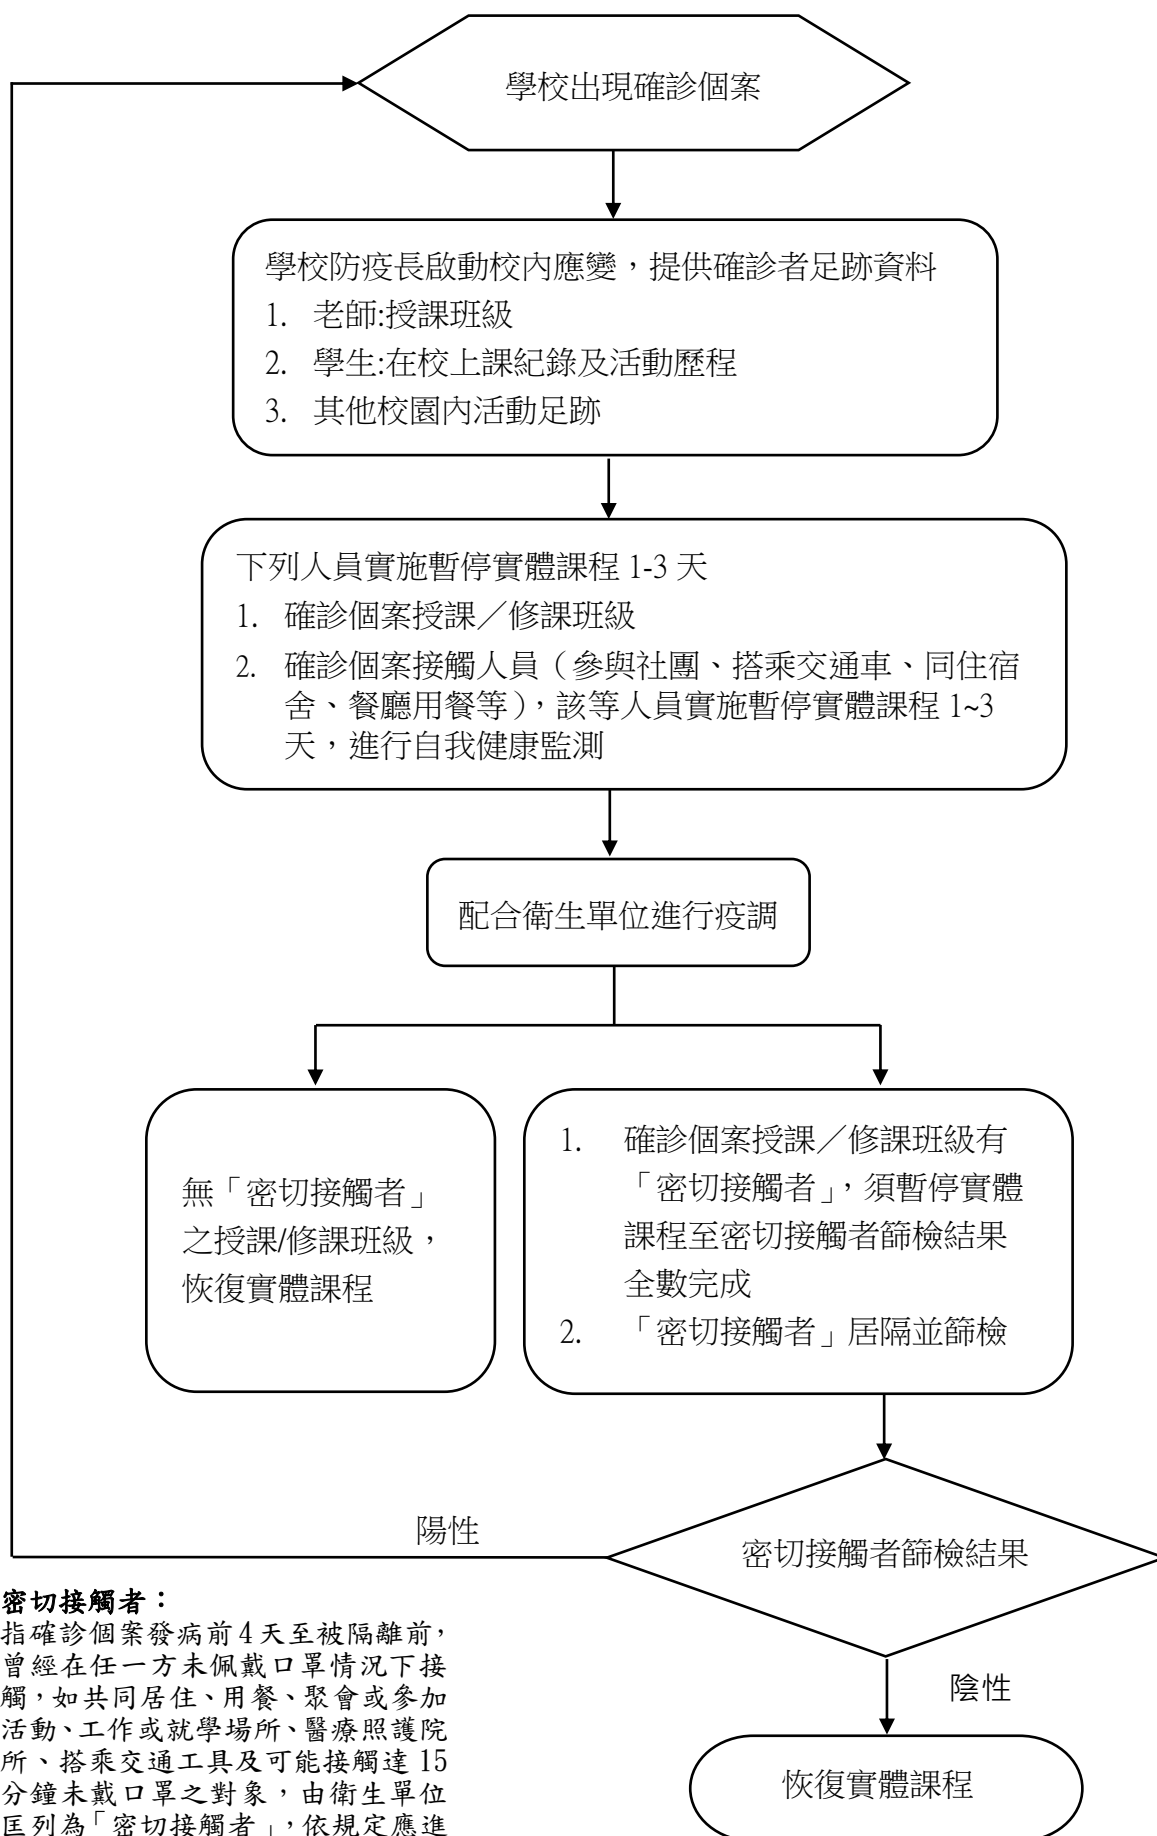 學校出現確診個案
學校防疫長啟動校內應變，提供確診者足跡資料
1. 老師:授課班級
2. 學生:在校上課紀錄及活動歷程
3. 其他校園內活動足跡
下列人員實施暫停實體課程 1-3 天
1. 確診個案授課／修課班級
2. 確診個案接觸人員（參與社團、搭乘交通車、同住宿
舍、餐廳用餐等），該等人員實施暫停實體課程 1~3
天，進行自我健康監測
配合衛生單位進行疫調
無「密切接觸者」
之授課/修課班級，
恢復實體課程
1. 確診個案授課／修課班級有
「密切接觸者」，須暫停實體
課程至密切接觸者篩檢結果
全數完成
2. 「密切接觸者」居隔並篩檢
陽性
密切接觸者篩檢結果
密切接觸者：
指確診個案發病前 4 天至被隔離前，
曾經在任一方未佩戴口罩情況下接
觸，如共同居住、用餐、聚會或參加
活動、工作或就學場所、醫療照護院
所、搭乘交通工具及可能接觸達 15
分鐘未戴口罩之對象，由衛生單位
匡列為「密切接觸者」，依規定應進
陰性
恢復實體課程